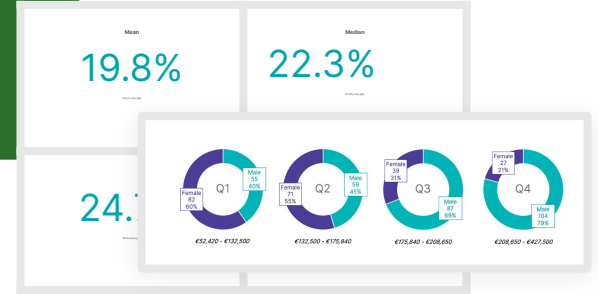 Mean
Median
19.8%
22.3%
24.
Female
82
60%
Male
55
40%
Q1
€52,420 - €132,500
Female
71
55%
Male
59
45%
Q2
€132,500 - €175,840
Female
39
31%
Male
87
69%
Q3
€175,840 - €208,650
Female
27
21%
Male
104
79%
Q4
€208,650 - €427,500